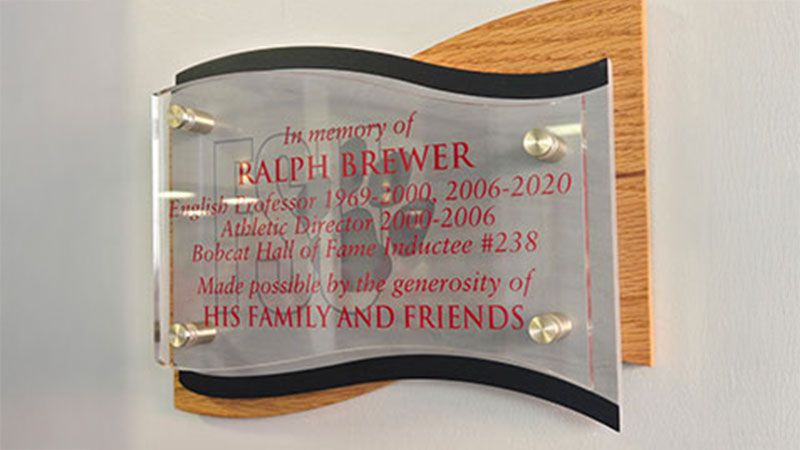 In memory of
RALPH BREWER
English Professor 1969-2000, 2006-2020
Athletic Director 2000-2006
Bobcat Hall of Fame Inductee #238
Made possible by the generosity of
HIS FAMILY AND FRIENDS